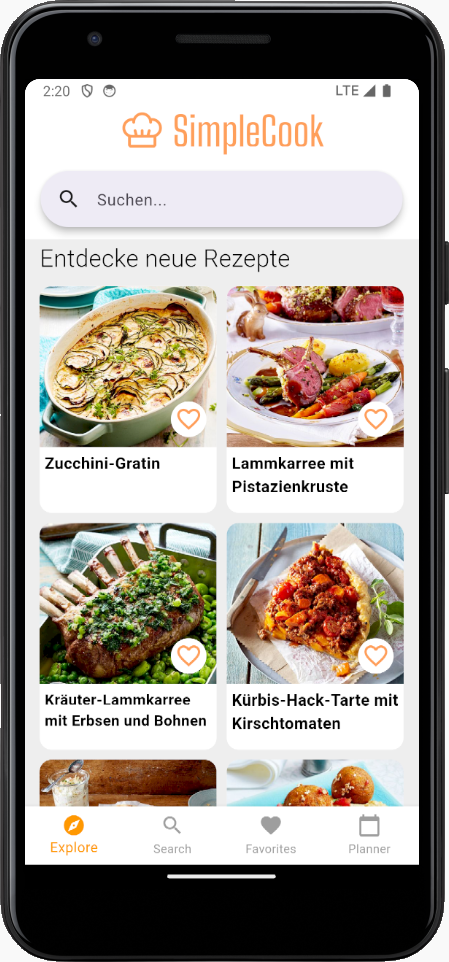 2:20
LTE
SimpleCook
Suchen...
Entdecke neue Rezepte
Zucchini-Gratin
Lammkarree mit
Pistazienkruste
Kräuter-Lammkarree
mit Erbsen und Bohnen
Kürbis-Hack-Tarte mit
Kirschtomaten
Explore
Search
Favorites
Planner